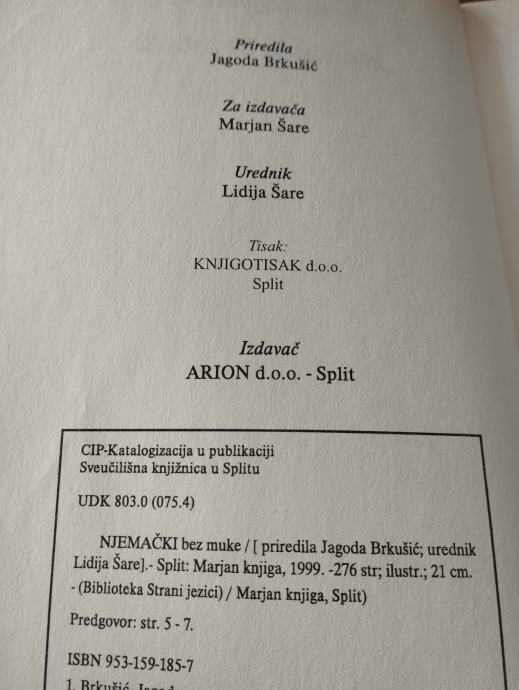 Priredila
Jagoda Brkušić
Za izdavača
Marjan Šare
Urednik
Lidija Šare
Tisak:
KNJIGOTISAK d.o.o.
Split
Izdavač
ARION d.o.o. - Split
CIP-Katalogizacija u publikaciji
Sveučilišna knjižnica u Splitu
UDK 803.0 (075.4)
NJEMAČKI bez muke / [ priredila Jagoda Brkušić; urednik
Lidija Šare].- Split: Marjan knjiga, 1999. -276 str; ilustr.; 21 cm.
- (Biblioteka Strani jezici) / Marjan knjiga, Split)
Predgovor: str. 5 - 7.
ISBN 953-159-185-7
1. Brkušić, Jagod